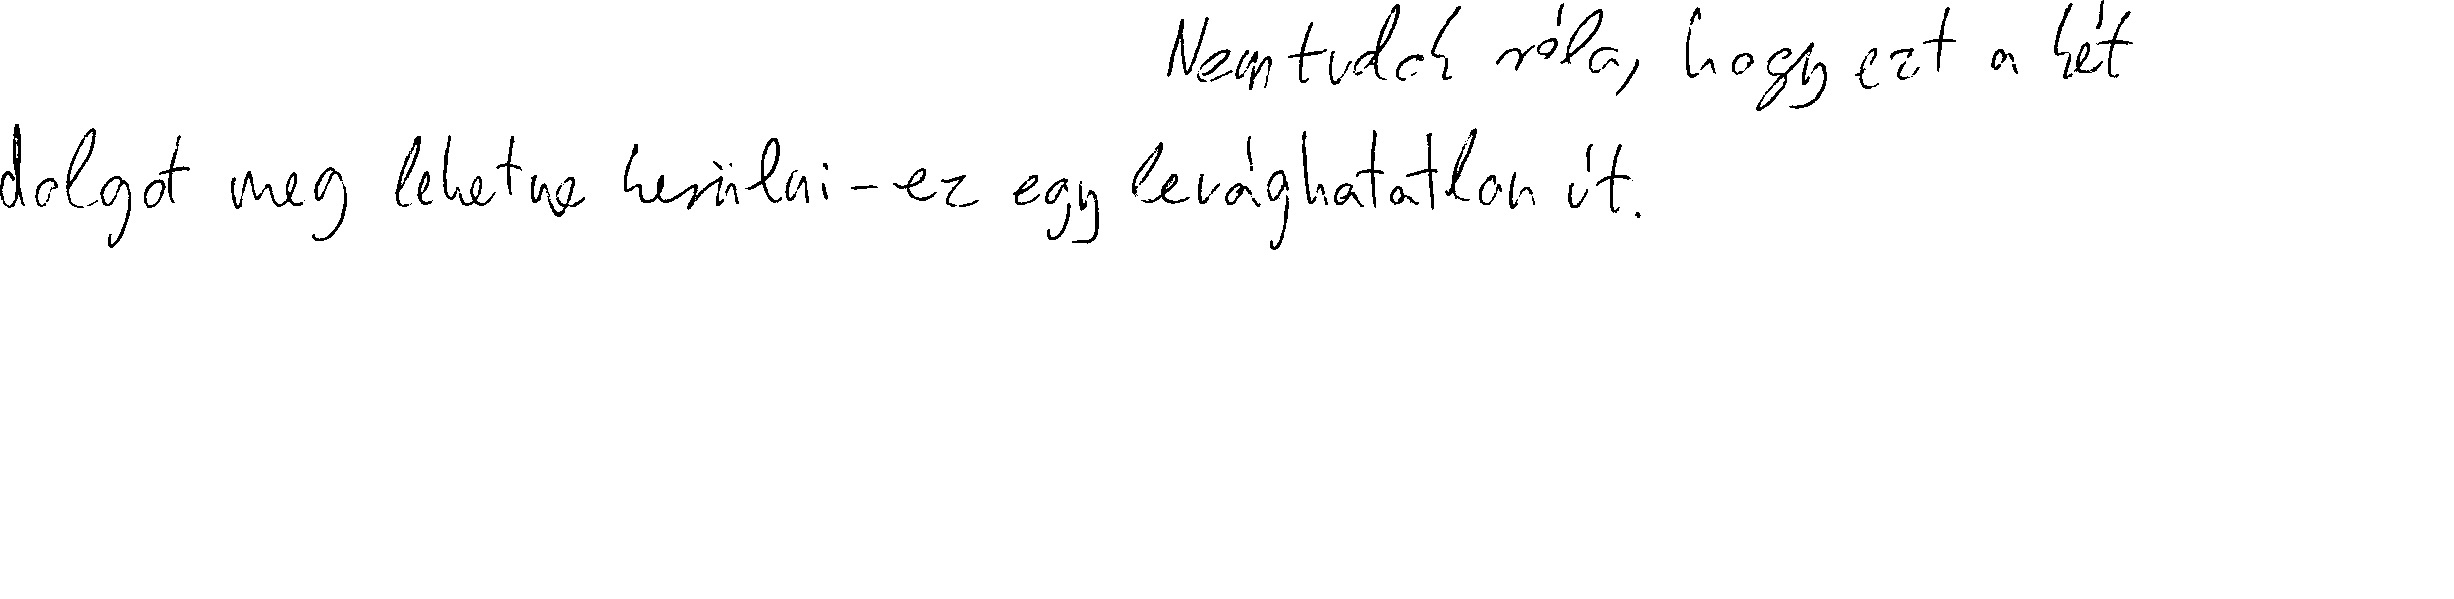 Nem tudok róla, hogy ezt a két
dolgot meg lehetne kerülni - ez egy levághatatlan út.